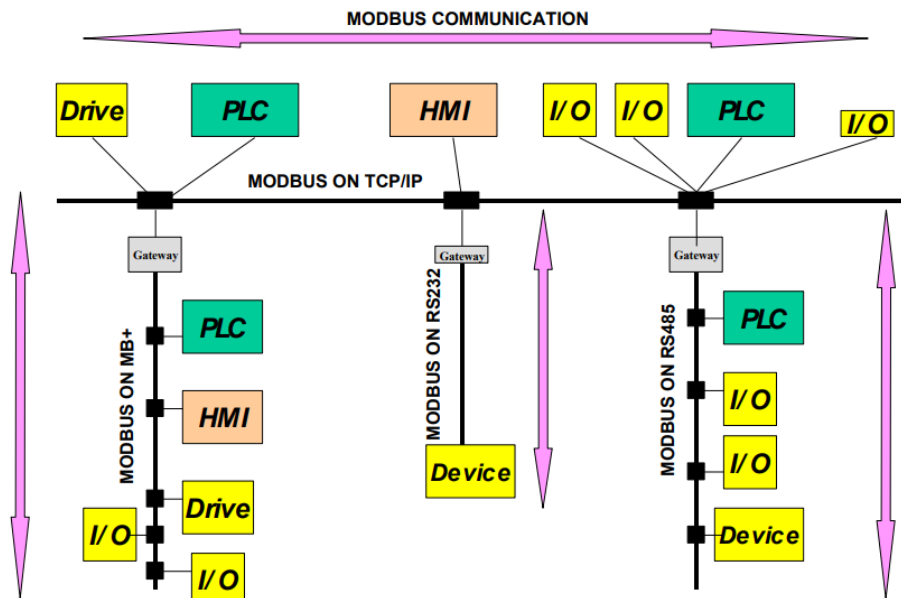 MODBUS COMMUNICATION
Drive
PLC
HMI
I/O
I/O
PLC
I/O
MODBUS ON TCP/IP
Gateway
Gateway
Gateway
MODBUS ON MB+
PLC
HMI
Drive
I/O
I/O
MODBUS ON RS232
Device
MODBUS ON RS485
PLC
I/O
I/O
Device